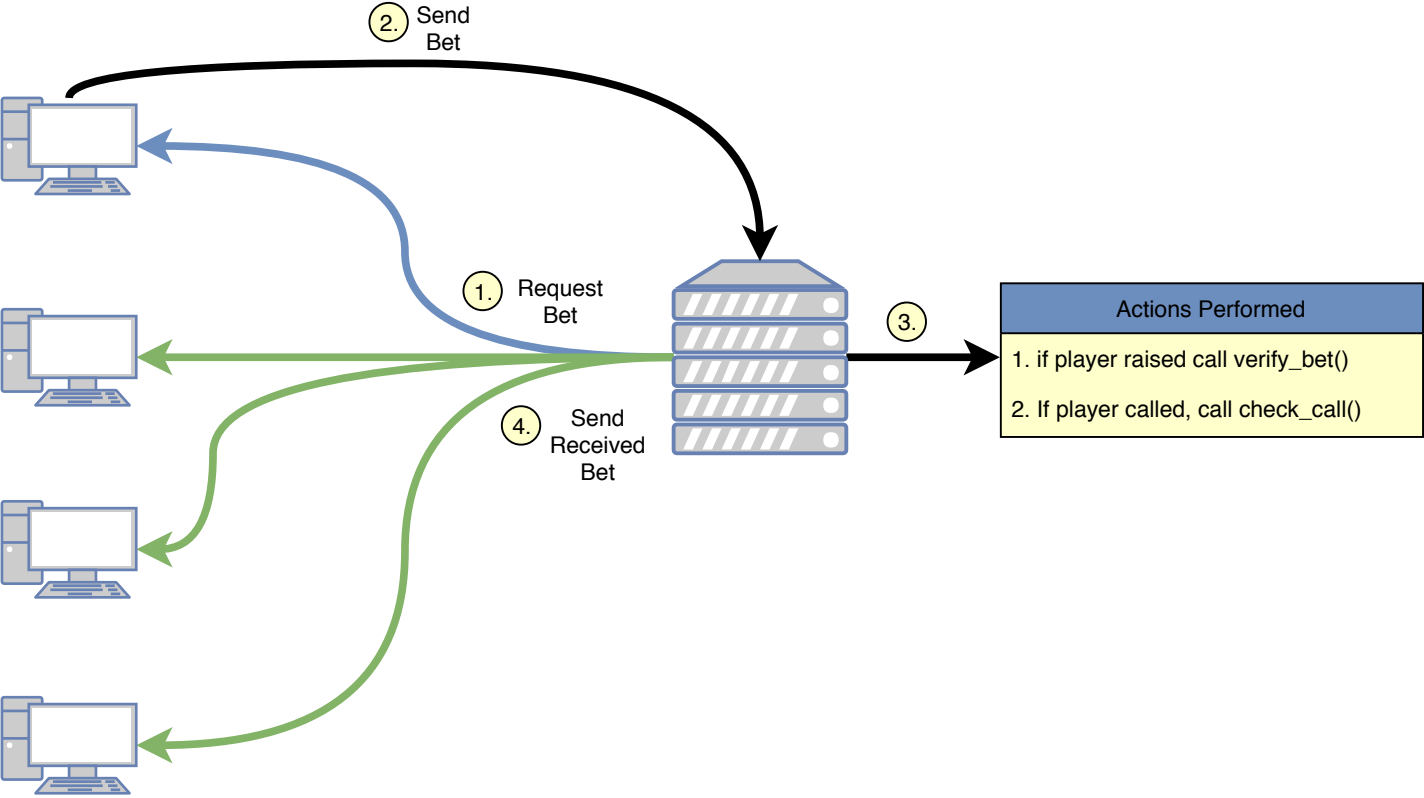 2.
Send
Bet
1.
Request
Bet
3.
Actions Performed
1. if player raised call verify_bet()
2. If player called, call check_call()
4.
Send
Received
Bet